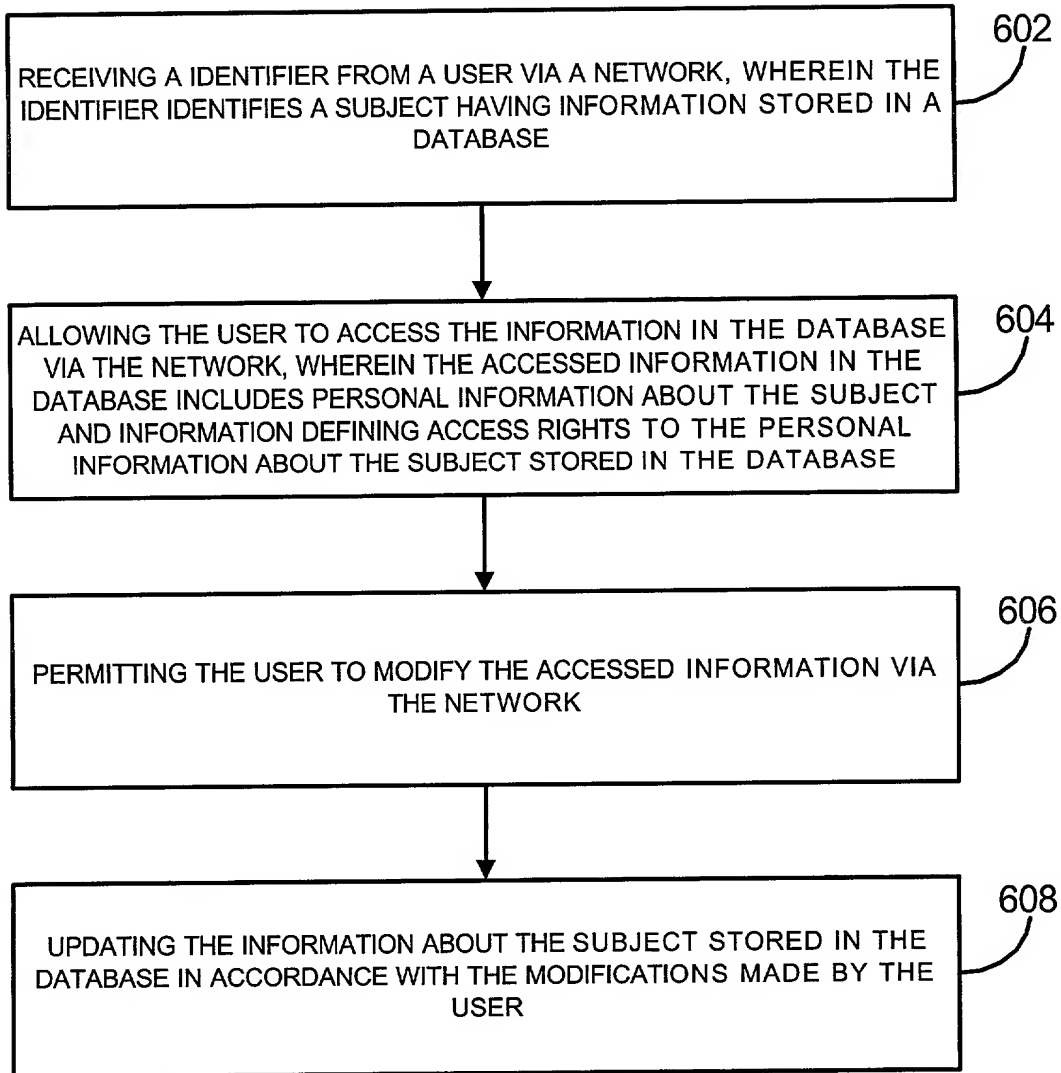 602
RECEIVING A IDENTIFIER FROM A USER VIA A NETWORK, WHEREIN THE
IDENTIFIER IDENTIFIES A SUBJECT HAVING INFORMATION STORED IN A
DATABASE
604
ALLOWING THE USER TO ACCESS THE INFORMATION IN THE DATABASE
VIA THE NETWORK, WHEREIN THE ACCESSED INFORMATION IN THE
DATABASE INCLUDES PERSONAL INFORMATION ABOUT THE SUBJECT
AND INFORMATION DEFINING ACCESS RIGHTS TO THE PERSONAL
INFORMATION ABOUT THE SUBJECT STORED IN THE DATABASE
606
PERMITTING THE USER TO MODIFY THE ACCESSED INFORMATION VIA
THE NETWORK
608
UPDATING THE INFORMATION ABOUT THE SUBJECT STORED IN THE
DATABASE IN ACCORDANCE WITH THE MODIFICATIONS MADE BY THE
USER